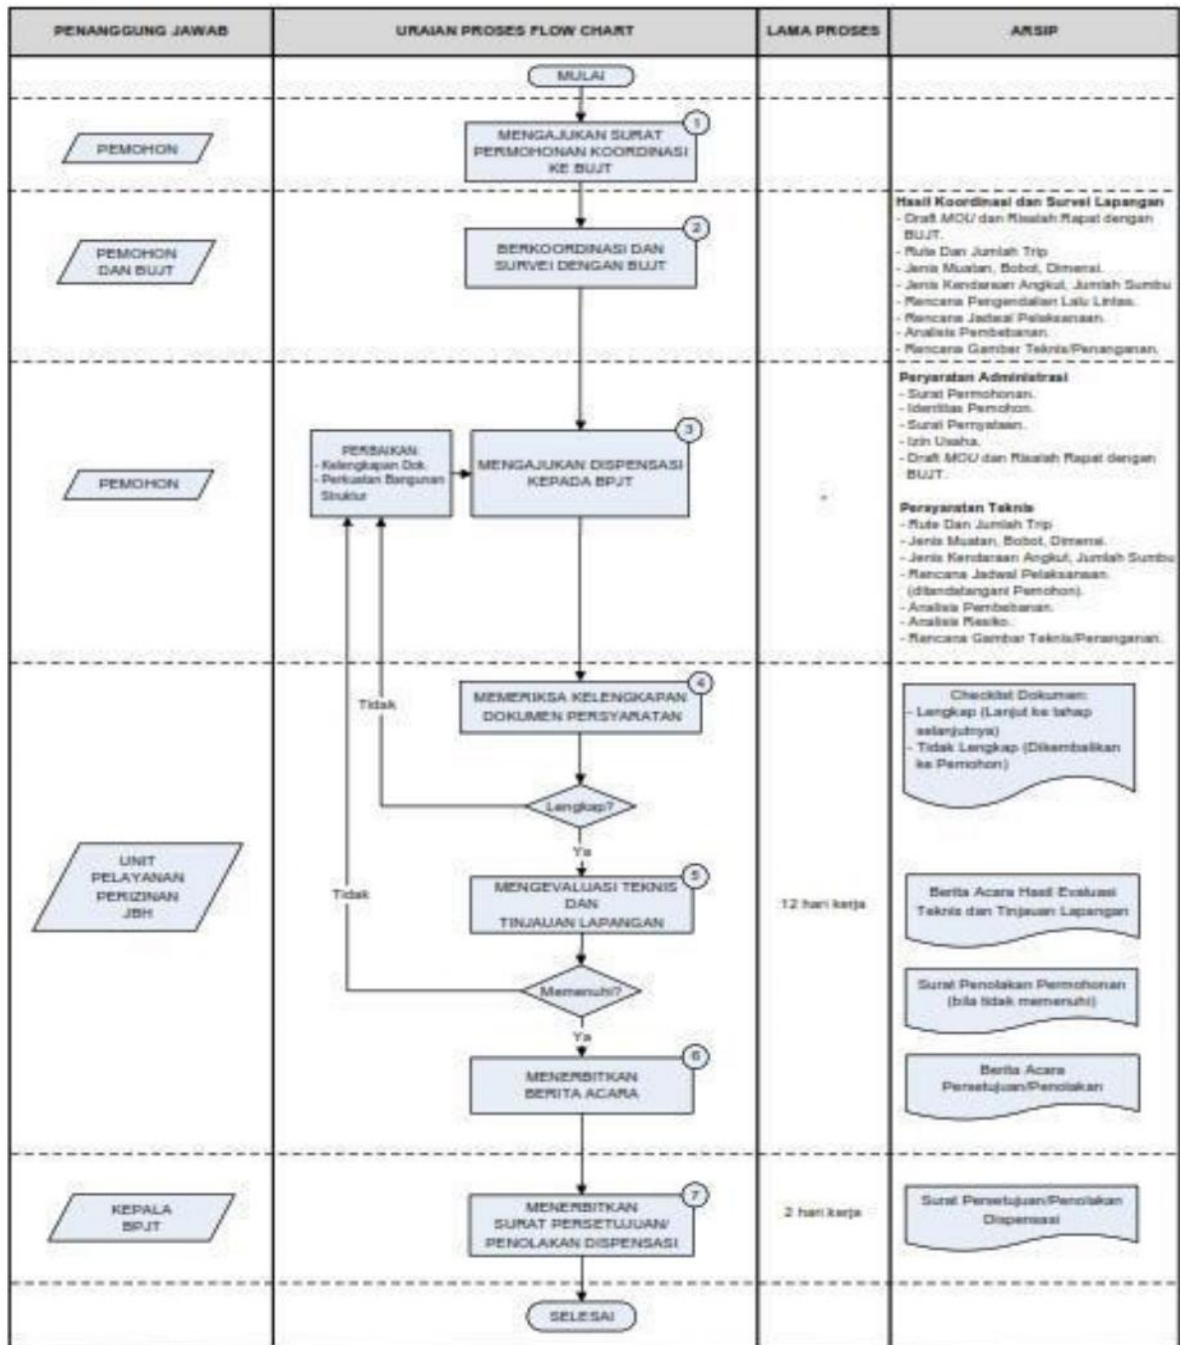 PENANGGUNG JAWAB
URAIAN PROSES FLOW CHART
LAMA PROSES
ARSIP
MULAI
PEMOHON
1
MENGAJUKAN SURAT
PERMOHONAN KOORDINASI
KE BUJT
PEMOHON
DAN BUJT
2
BERKOORDINASI DAN
SURVEI DENGAN BUJT
Hasil Koordinasi dan Survei Lapangan
- Draft MOU dan Risalah Rapat dengan
BUJT.
- Rute Dan Jumlah Trip
- Jenis Muatan, Bobot, Dimensi.
- Jenis Kendaraan Angkut, Jumlah Sumbu
- Rencana Pengendalian Lalu Lintas.
- Rencana Jadwal Pelaksanaan.
- Analisis Pembebanan.
- Rencana Gambar Teknis/Penanganan.
PEMOHON
PERBAIKAN
- Kelengkapan Dok.
- Perkuatan Bangunan
Struktur
3
MENGAJUKAN DISPENSASI
KEPADA BPJT
-
Peryaratan Administrasi
- Surat Permohonan.
- Identitas Pemohon.
- Surat Pernyataan.
- Izin Usaha.
- Draft MOU dan Risalah Rapat dengan
BUJT.
Persyaratan Teknis
- Rute Dan Jumlah Trip
- Jenis Muatan, Bobot, Dimensi.
- Jenis Kendaraan Angkut, Jumlah Sumbu
- Rencana Jadwal Pelaksanaan.
(ditandatangani Pemohon).
- Analisis Pembebanan.
- Analisis Resiko.
- Rencana Gambar Teknis/Penanganan.
UNIT
PELAYANAN
PERIZINAN
JBH
4
MEMERIKSA KELENGKAPAN
DOKUMEN PERSYARATAN
Tidak
Lengkap?
Ya
5
MENGEVALUASI TEKNIS
DAN
TINJAUAN LAPANGAN
Tidak
Memenuhi?
Ya
6
MENERBITKAN
BERITA ACARA
12 hari kerja
Checklist Dokumen:
- Lengkap (Lanjut ke tahap
selanjutnya)
- Tidak Lengkap (Dikembalikan
ke Pemohon)
Berita Acara Hasil Evaluasi
Teknis dan Tinjauan Lapangan
Surat Penolakan Permohonan
(bila tidak memenuhi)
Berita Acara
Persetujuan/Penolakan
KEPALA
BPJT
7
MENERBITKAN
SURAT PERSETUJUAN/
PENOLAKAN DISPENSASI
2 hari kerja
Surat Persetujuan/Penolakan
Dispensasi
SELESAI